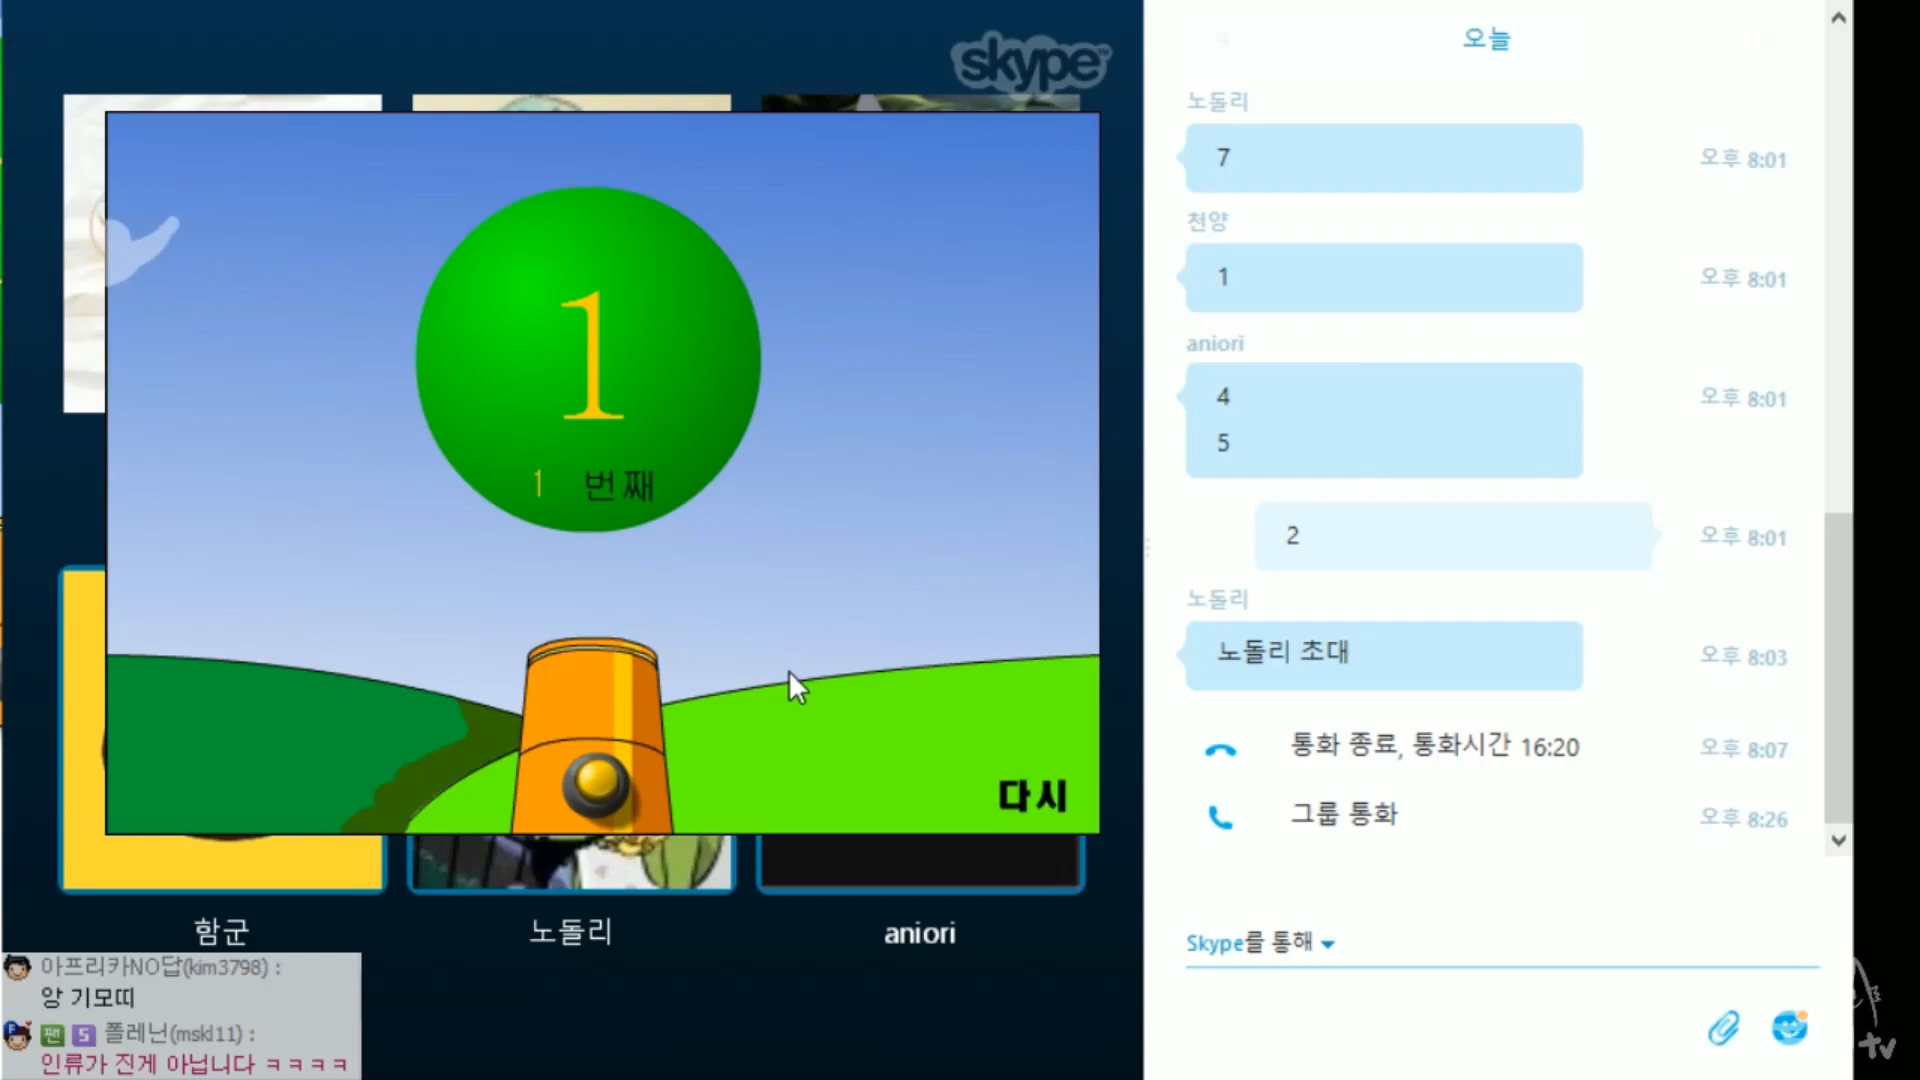 skype
1
1 번째
다시
함군
노돌리
aniori
아프리카NO답(kim3798) :
앙 기모띠
팬 S 폴레넌(mskl11) :
인류가 진게 아닙니다 ㅋㅋㅋㅋ
오늘
노돌리
7 오후 8:01
천양
1 오후 8:01
aniori
4 오후 8:01
5
2 오후 8:01
노돌리
노돌리 초대 오후 8:03
통화 종료, 통화시간 16:20 오후 8:07
그룹 통화 오후 8:26
Skype를 통해
tv